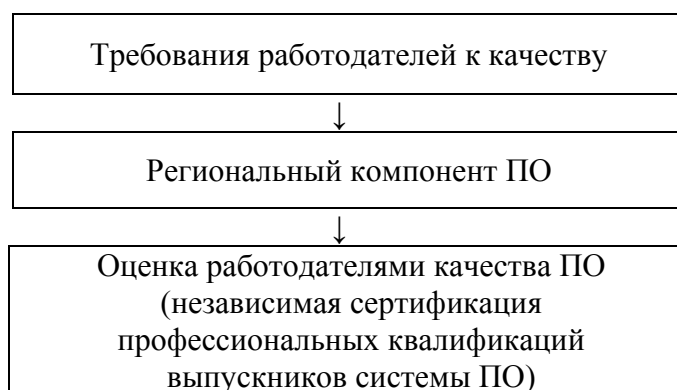 Требования работодателей к качеству
↓
Региональный компонент ПО
↓
Оценка работодателями качества ПО
(независимая сертификация
профессиональных квалификаций
выпускников системы ПО)